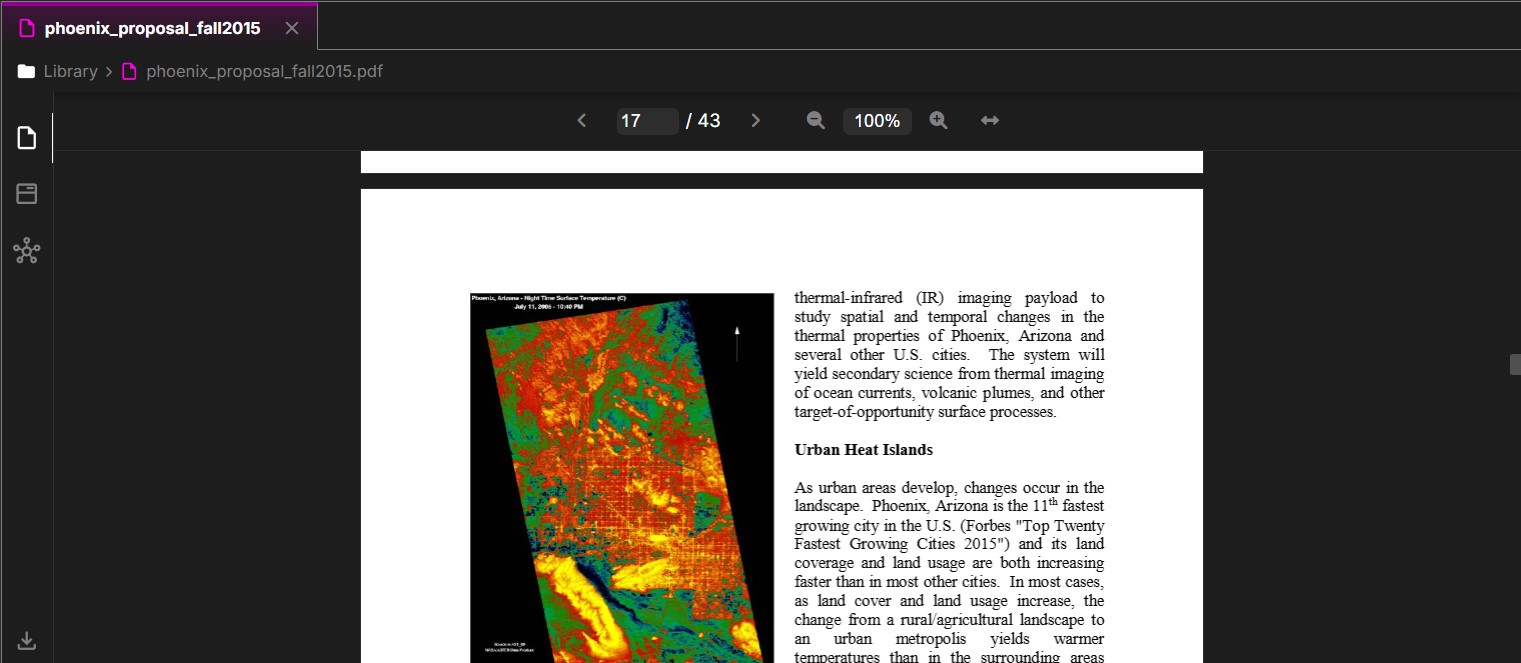 phoenix_proposal_fall2015
Library > phoenix_proposal_fall2015.pdf
17 / 43 100%
Phoenix, Arizona - Night Time Surface Temperature (C)
July 11, 2005 - 10:40 PM
thermal-infrared (IR) imaging payload to
study spatial and temporal changes in the
thermal properties of Phoenix, Arizona and
several other U.S. cities. The system will
yield secondary science from thermal imaging
of ocean currents, volcanic plumes, and other
target-of-opportunity surface processes.
Urban Heat Islands
As urban areas develop, changes occur in the
landscape. Phoenix, Arizona is the 11th fastest
growing city in the U.S. (Forbes "Top Twenty
Fastest Growing Cities 2015") and its land
coverage and land usage are both increasing
faster than in most other cities. In most cases,
as land cover and land usage increase, the
change from a rural/agricultural landscape to
an urban metropolis yields warmer
temperatures than in the surrounding areas